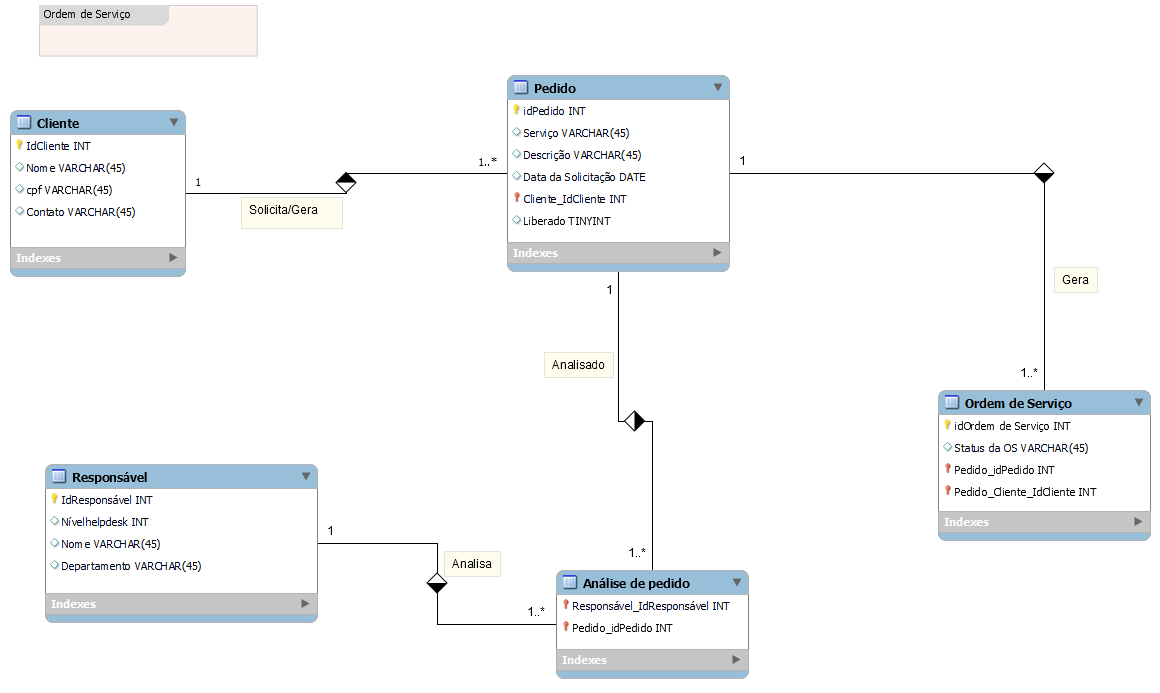 Ordem de Serviço
Cliente
IdCliente INT
Nome VARCHAR(45)
cpf VARCHAR(45)
Contato VARCHAR(45)
Indexes
1
Solicita/Gera
1..*
Pedido
idPedido INT
Serviço VARCHAR(45)
Descrição VARCHAR(45)
Data da Solicitação DATE
Cliente_IdCliente INT
Liberado TINYINT
Indexes
1
Gera
1..*
Ordem de Serviço
idOrdem de Serviço INT
Status da OS VARCHAR(45)
Pedido_idPedido INT
Pedido_Cliente_IdCliente INT
Indexes
1
Analisado
1..*
Responsável
IdResponsável INT
Nívelhelpdesk INT
Nome VARCHAR(45)
Departamento VARCHAR(45)
Indexes
1
Analisa
1..*
Análise de pedido
Responsável_IdResponsável INT
Pedido_idPedido INT
Indexes